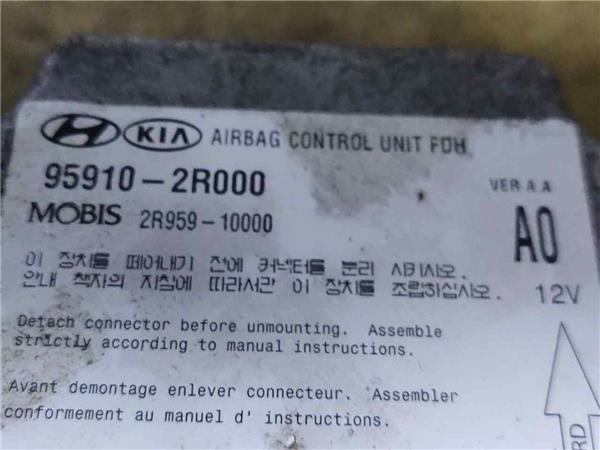 HYUNDAI KIA AIRBAG CONTROL UNIT FDH
95910-2R000
VER A.A
MOBIS 2R959-10000
A0
이 장치를 떼어내기 전에 커넥터를 분리 시키시오.
안내 책자의 지침에 따라서만 이 장치를 조립하십시오.
12V
Detach connector before unmounting. Assemble
strictly according to manual instructions.
Avant demontage enlever connecteur. Assembler
conformement au manuel d' instructions.